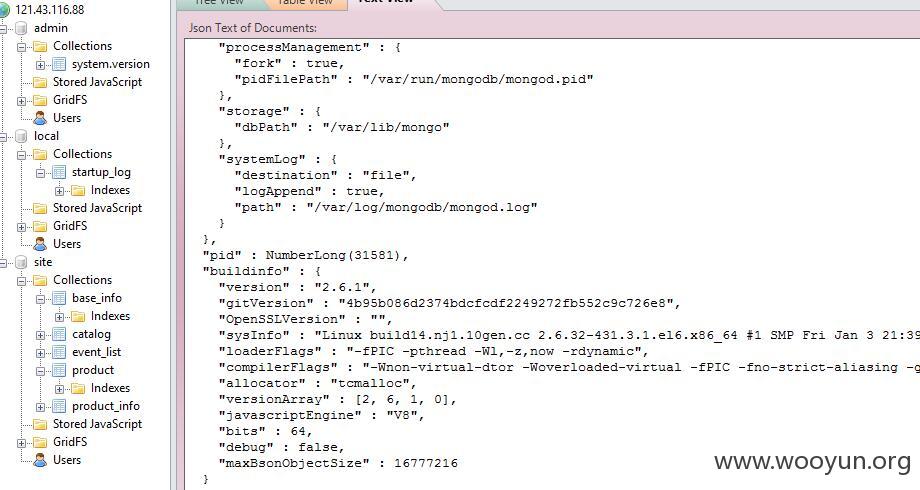 121.43.116.88
admin
Collections
system.version
Stored JavaScript
GridFS
Users
local
Collections
startup_log
Indexes
Stored JavaScript
GridFS
Users
site
Collections
base_info
Indexes
catalog
event_list
product
Indexes
product_info
Stored JavaScript
GridFS
Users
Tree View Table View Text View
Json Text of Documents:
"processManagement" : {
"fork" : true,
"pidFilePath" : "/var/run/mongodb/mongod.pid"
},
"storage" : {
"dbPath" : "/var/lib/mongo"
},
"systemLog" : {
"destination" : "file",
"logAppend" : true,
"path" : "/var/log/mongodb/mongod.log"
}
},
"pid" : NumberLong(31581),
"buildinfo" : {
"version" : "2.6.1",
"gitVersion" : "4b95b086d2374bdcfcdf2249272fb552c9c726e8",
"OpenSSLVersion" : "",
"sysInfo" : "Linux build14.nj1.10gen.cc 2.6.32-431.3.1.el6.x86_64 #1 SMP Fri Jan 3 21:39
"loaderFlags" : "-fPIC -pthread -Wl,-z,now -rdynamic",
"compilerFlags" : "-Wnon-virtual-dtor -Woverloaded-virtual -fPIC -fno-strict-aliasing -g
"allocator" : "tcmalloc",
"versionArray" : [2, 6, 1, 0],
"javascriptEngine" : "V8",
"bits" : 64,
"debug" : false,
"maxBsonObjectSize" : 16777216
}
www.wooyun.org